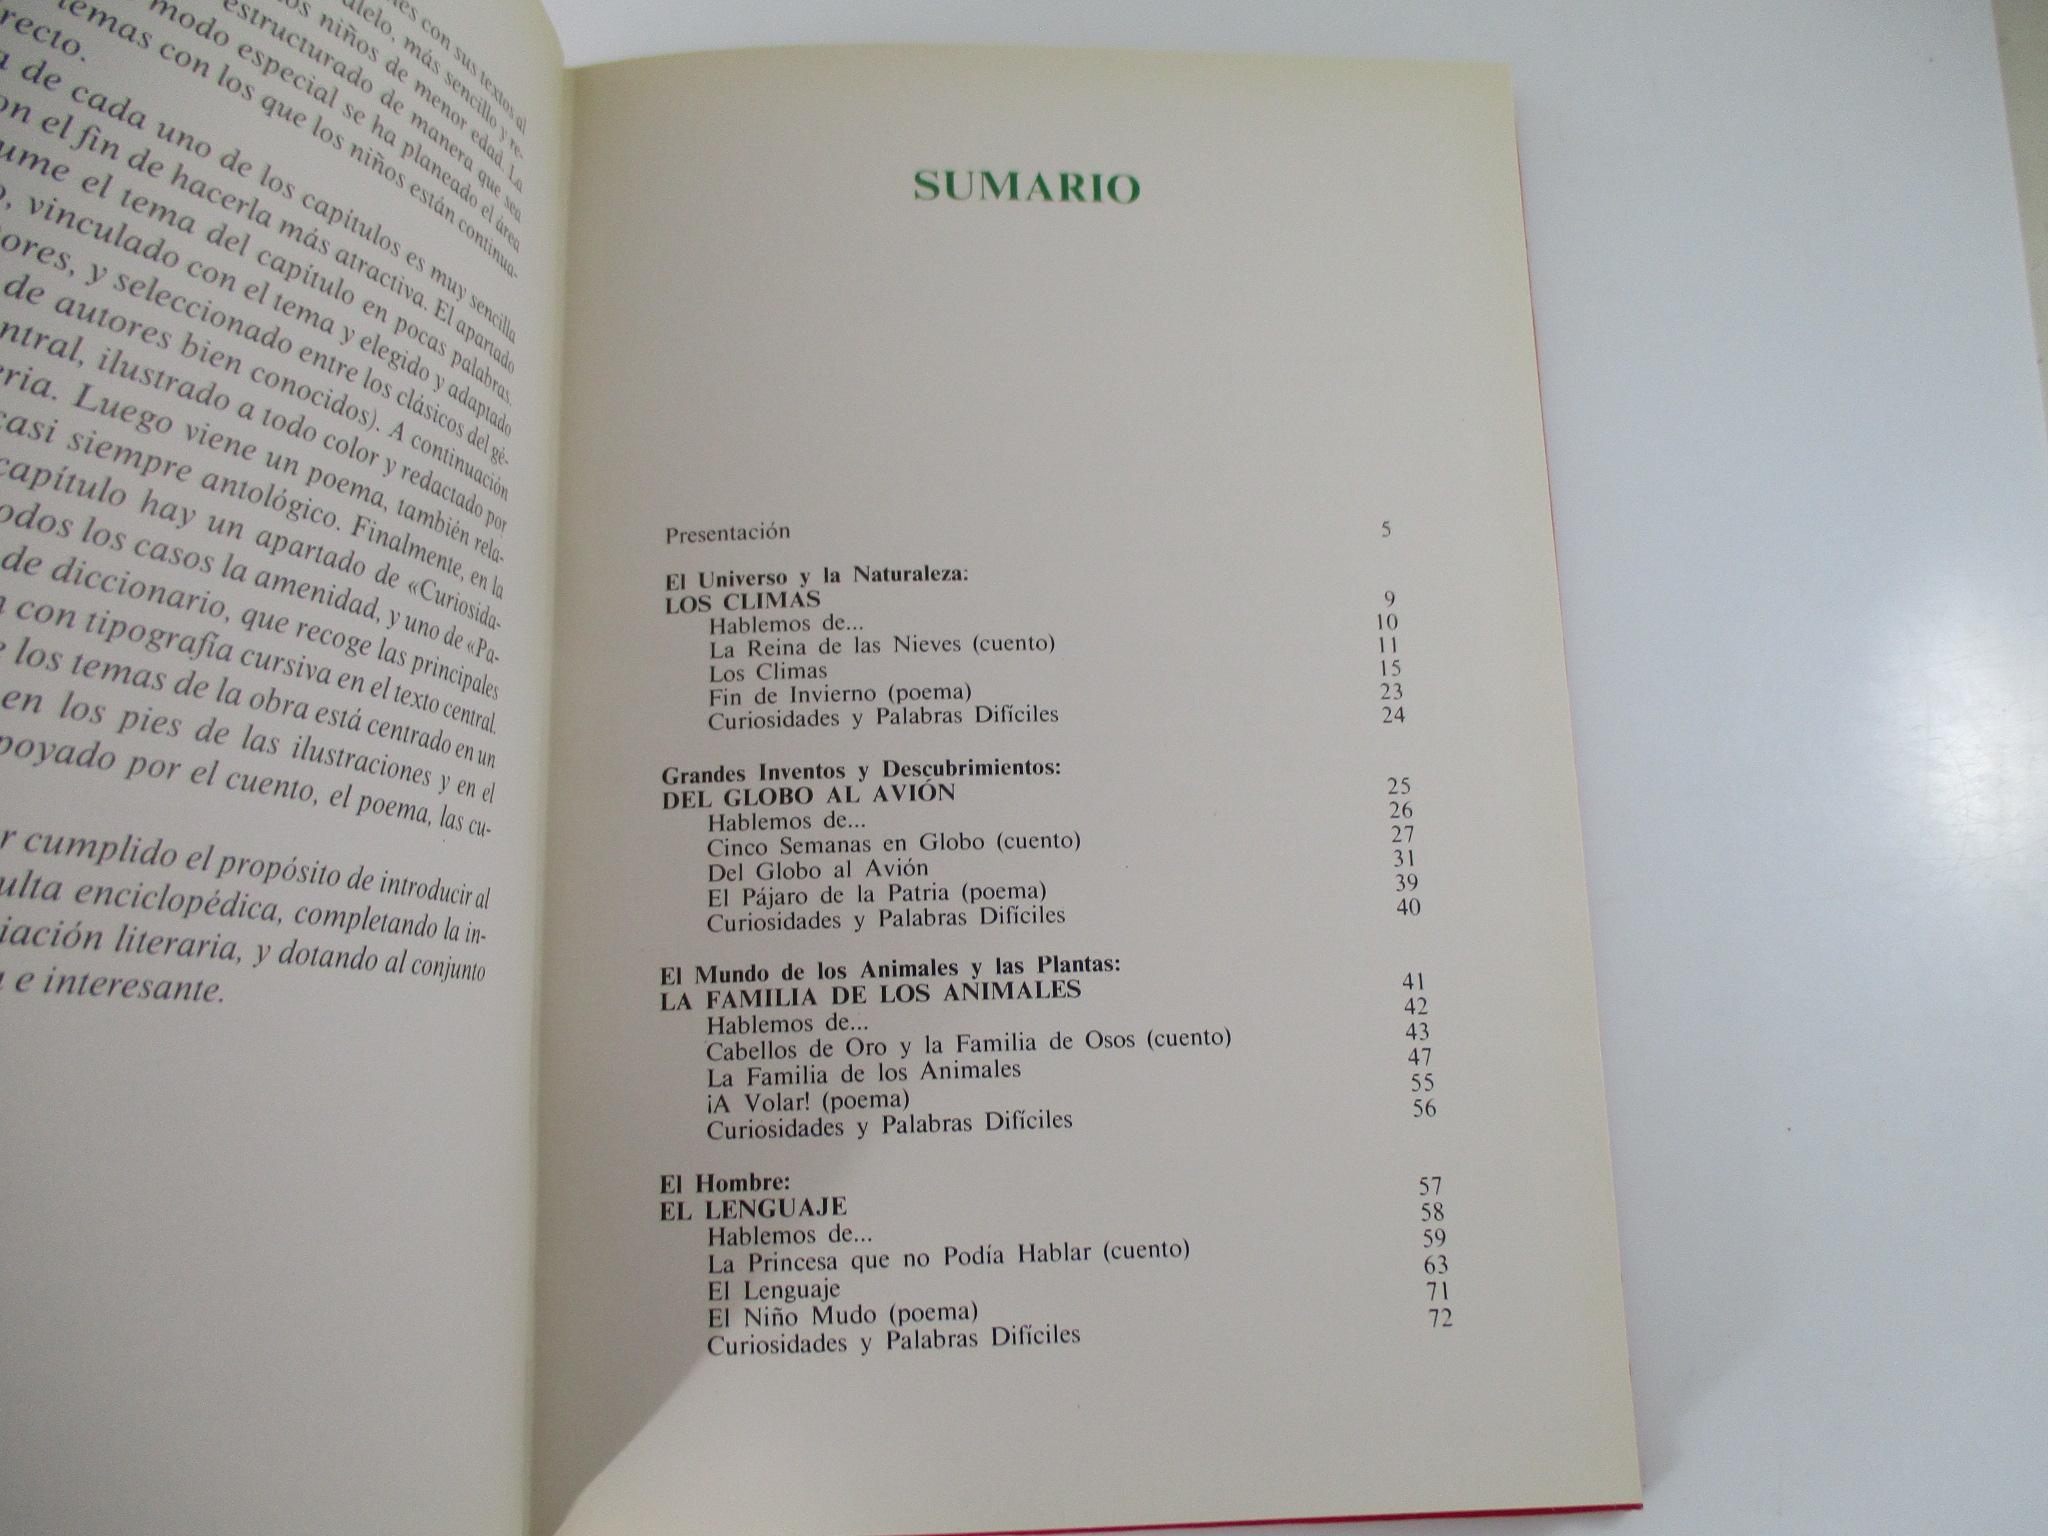 es con sus textos al
alelo, más sencillo y re-
os niños de menor edad. La
estructurado de manera que sea
modo especial se ha planeado el área
temas con los que los niños están continua-
recto.
a de cada uno de los capítulos es muy sencilla
on el fin de hacerla más atractiva. El apartado
ume el tema del capítulo en pocas palabras.
o, vinculado con el tema y elegido y adaptado
ores, y seleccionado entre los clásicos del gé-
de autores bien conocidos). A continuación
ntral, ilustrado a todo color y redactado por
eria. Luego viene un poema, también rela-
casi siempre antológico. Finalmente, en la
capítulo hay un apartado de «Curiosida-
odos los casos la amenidad, y uno de «Pa-
de diccionario, que recoge las principales
a con tipografía cursiva en el texto central.
e los temas de la obra está centrado en un
en los pies de las ilustraciones y en el
poyado por el cuento, el poema, las cu-
r cumplido el propósito de introducir al
ulta enciclopédica, completando la in-
iación literaria, y dotando al conjunto
a e interesante.
SUMARIO
Presentación 5
El Universo y la Naturaleza:
LOS CLIMAS 9
Hablemos de... 10
La Reina de las Nieves (cuento) 11
Los Climas 15
Fin de Invierno (poema) 23
Curiosidades y Palabras Difíciles 24
Grandes Inventos y Descubrimientos:
DEL GLOBO AL AVIÓN 25
Hablemos de... 26
Cinco Semanas en Globo (cuento) 27
Del Globo al Avión 31
El Pájaro de la Patria (poema) 39
Curiosidades y Palabras Difíciles 40
El Mundo de los Animales y las Plantas:
LA FAMILIA DE LOS ANIMALES 41
Hablemos de... 42
Cabellos de Oro y la Familia de Osos (cuento) 43
La Familia de los Animales 47
¡A Volar! (poema) 55
Curiosidades y Palabras Difíciles 56
El Hombre:
EL LENGUAJE 57
Hablemos de... 58
La Princesa que no Podía Hablar (cuento) 59
El Lenguaje 63
El Niño Mudo (poema) 71
Curiosidades y Palabras Difíciles 72